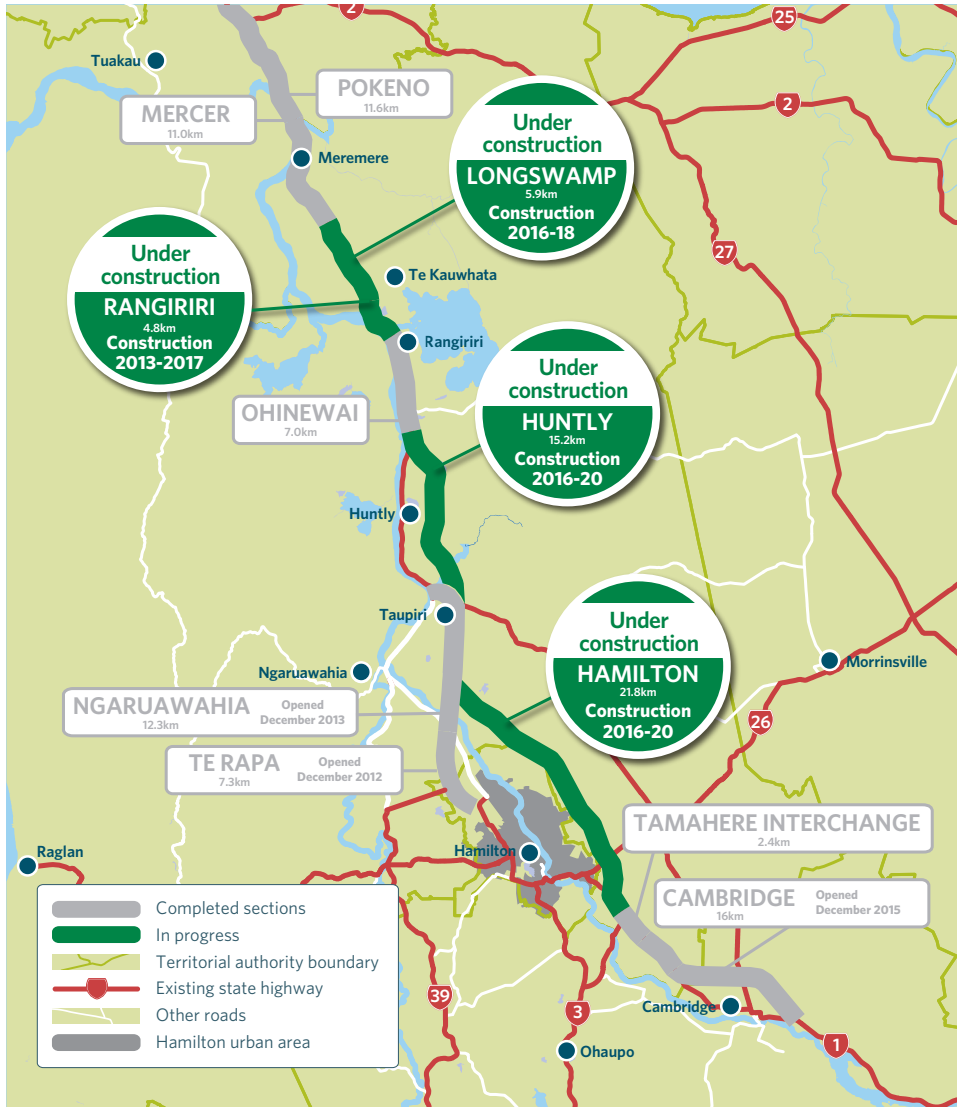 2
25
Tuakau
POKENO
11.6km
MERCER
11.0km
2
Under
construction
LONGSWAMP
5.9km
Construction
2016-18
Meremere
27
Under
construction
RANGIRIRI
4.8km
Construction
2013-2017
Te Kauwhata
Rangiriri
Under
construction
HUNTLY
15.2km
Construction
2016-20
OHINEWAI
7.0km
Huntly
Taupiri
Under
construction
HAMILTON
21.8km
Construction
2016-20
Ngaruawahia
Morrinsville
NGARUAWAHIA
12.3km
Opened
December 2013
26
TE RAPA
7.3km
Opened
December 2012
TAMAHERE INTERCHANGE
2.4km
Hamilton
Raglan
CAMBRIDGE
16km
Opened
December 2015
Completed sections
In progress
Territorial authority boundary
Existing state highway
Other roads
Hamilton urban area
39
3
Cambridge
1
Ohaupo